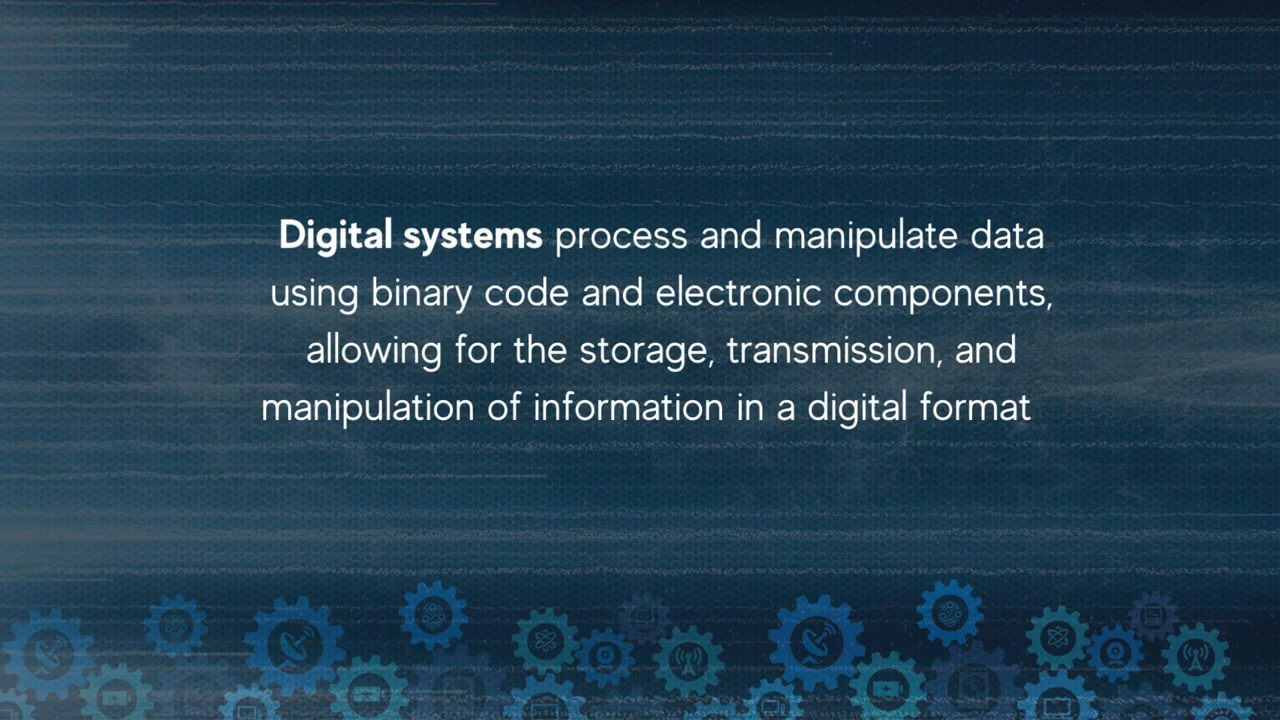 Digital systems process and manipulate data
using binary code and electronic components,
allowing for the storage, transmission, and
manipulation of information in a digital format